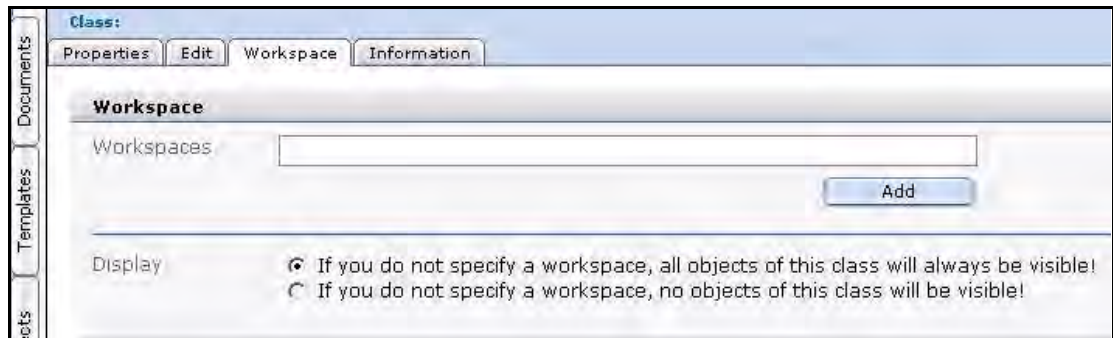 Class:
Properties Edit Workspace Information
Documents
Templates
Workspace
Workspaces
Add
Display
If you do not specify a workspace, all objects of this class will always be visible!
If you do not specify a workspace, no objects of this class will be visible!